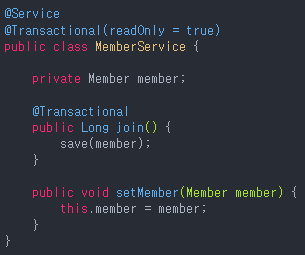 @Service
@Transactional(readOnly = true)
public class MemberService {
private Member member;
@Transactional
public Long join() {
save(member);
}
public void setMember(Member member) {
this.member = member;
}
}